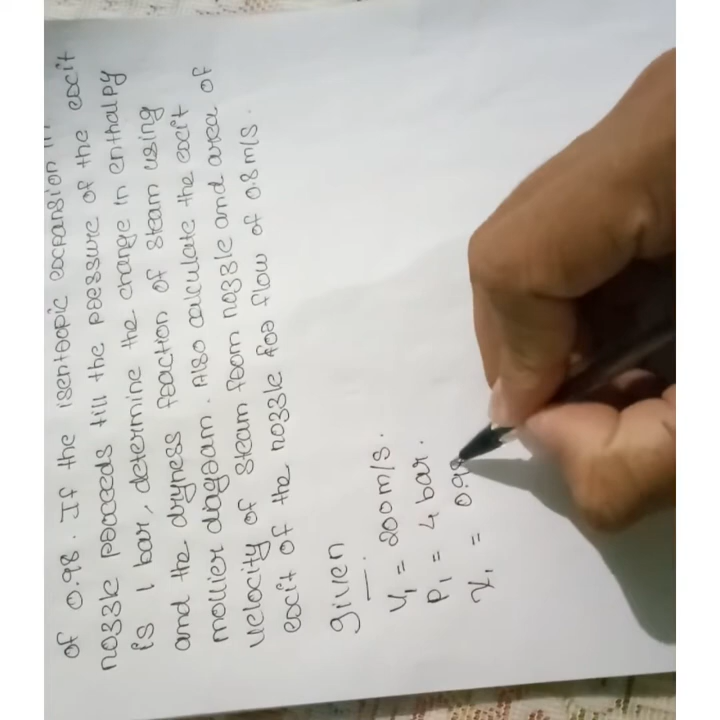 of 0.98. If the isentropic expansion in
nozzle proceeds till the pressure of the exit
is 1 bar, determine the change in enthalpy
and the dryness fraction of steam using
mollier diagram. Also calculate the exit
velocity of steam from nozzle and area of
exit of the nozzle for flow of 0.8 m/s.
given
V₁ = 200 m/s.
P₁ = 4 bar.
x₁ = 0.98